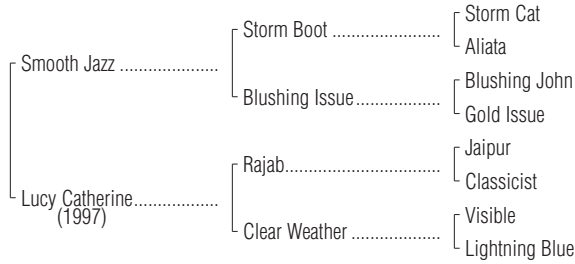 Storm Cat
Storm Boot ....................
Aliata
Smooth Jazz ..................
Blushing John
Blushing Issue................
Gold Issue
Jaipur
Rajab.............................
Classicist
Lucy Catherine................
(1997)
Visible
Clear Weather ................
Lightning Blue